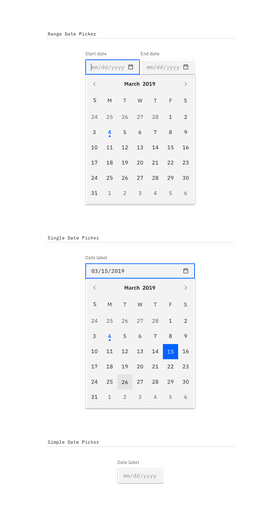 Range Date Picker
Start date End date
mm/dd/yyyy mm/dd/yyyy
March 2019
S M T W T F S
24 25 26 27 28 1 2
3 4 5 6 7 8 9
10 11 12 13 14 15 16
17 18 19 20 21 22 23
24 25 26 27 28 29 30
31 1 2 3 4 5 6
Single Date Picker
Date label
03/15/2019
March 2019
S M T W T F S
24 25 26 27 28 1 2
3 4 5 6 7 8 9
10 11 12 13 14 15 16
17 18 19 20 21 22 23
24 25 26 27 28 29 30
31 1 2 3 4 5 6
Simple Date Picker
Date label
mm/dd/yyyy